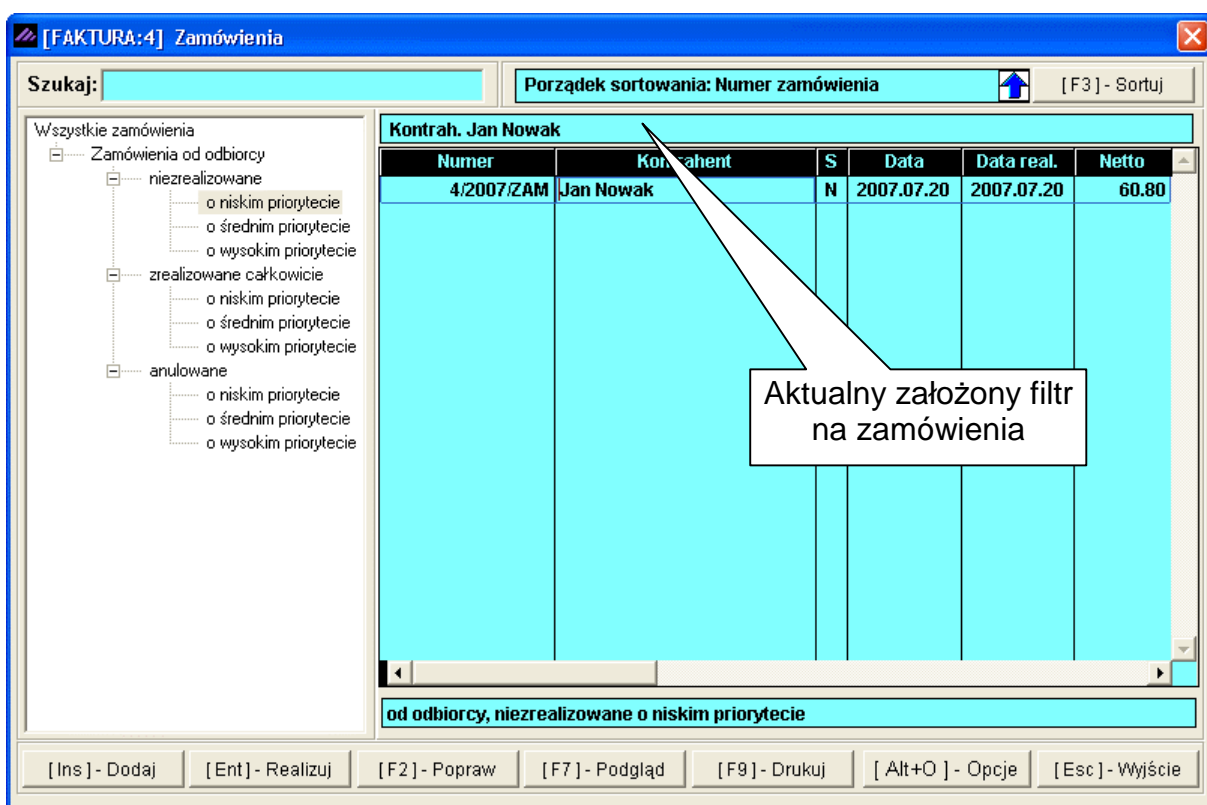 [FAKTURA:4] Zamówienia
Szukaj:
Porządek sortowania: Numer zamówienia
[F3]- Sortuj
Wszystkie zamówienia
Zamówienia od odbiorcy
niezrealizowane
o niskim priorytecie
o średnim priorytecie
o wysokim priorytecie
zrealizowane całkowicie
o niskim priorytecie
o średnim priorytecie
o wysokim priorytecie
anulowane
o niskim priorytecie
o średnim priorytecie
o wysokim priorytecie
Kontrah. Jan Nowak
Numer Kontrahent S Data Data real. Netto
4/2007/ZAM Jan Nowak N 2007.07.20 2007.07.20 60.80
Aktualny założony filtr
na zamówienia
od odbiorcy, niezrealizowane o niskim priorytecie
[Ins]- Dodaj [Ent]- Realizuj [F2]- Popraw [F7]- Podgląd [F9]- Drukuj [Alt+O]- Opcje [Esc]- Wyjście